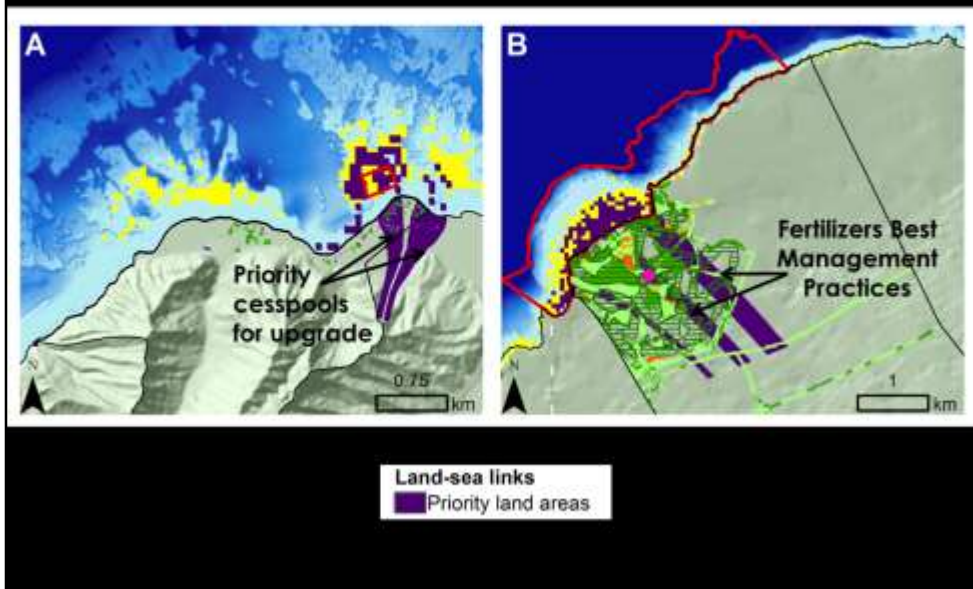 A
B
Priority
cesspools
for upgrade
Fertilizers Best
Management
Practices
N
0.75
km
N
1
km
Land-sea links
Priority land areas